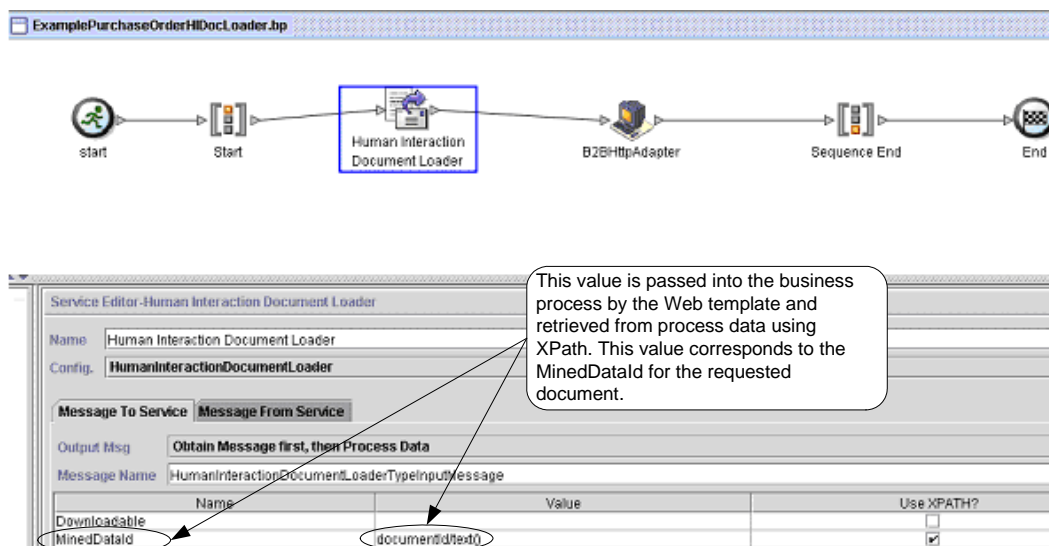 ExamplePurchaseOrderHIDocLoader.bp
start
Start
Human Interaction
Document Loader
B2BHttpAdapter
Sequence End
End
This value is passed into the business
process by the Web template and
retrieved from process data using
XPath. This value corresponds to the
MinedDataId for the requested
document.
Service Editor-Human Interaction Document Loader
Name Human Interaction Document Loader
Config. HumanInteractionDocumentLoader
Message To Service Message From Service
Output Msg Obtain Message first, then Process Data
Message Name HumanInteractionDocumentLoaderTypeInputMessage
Name Value Use XPATH?
Downloadable
MinedDataId documentId/text()